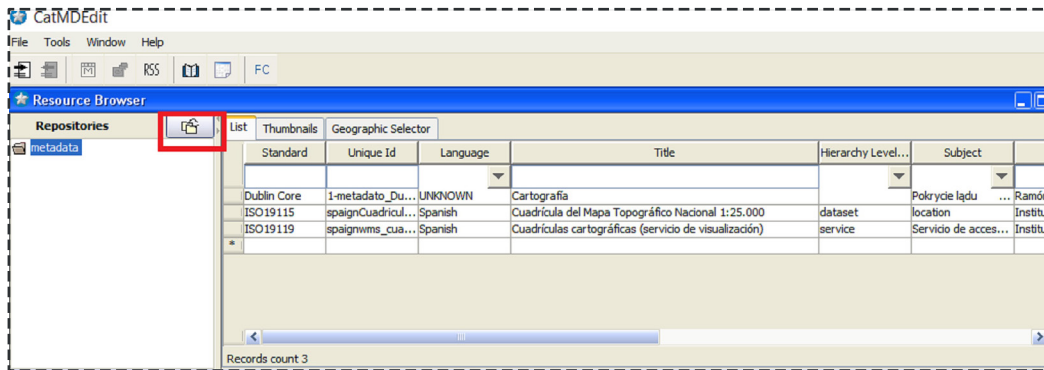 CatMDEdit
File Tools Window Help
RSS FC
Resource Browser
Repositories
metadata
List Thumbnails Geographic Selector
Standard Unique Id Language Title Hierarchy Level... Subject
Dublin Core 1-metadato_Du... UNKNOWN Cartografía Pokrycie lądu ... Ramón
ISO19115 spaignCuadricul... Spanish Cuadrícula del Mapa Topográfico Nacional 1:25.000 dataset location Institu
ISO19119 spaignwms_cua... Spanish Cuadrículas cartográficas (servicio de visualización) service Servicio de acces... Institu
*
Records count 3